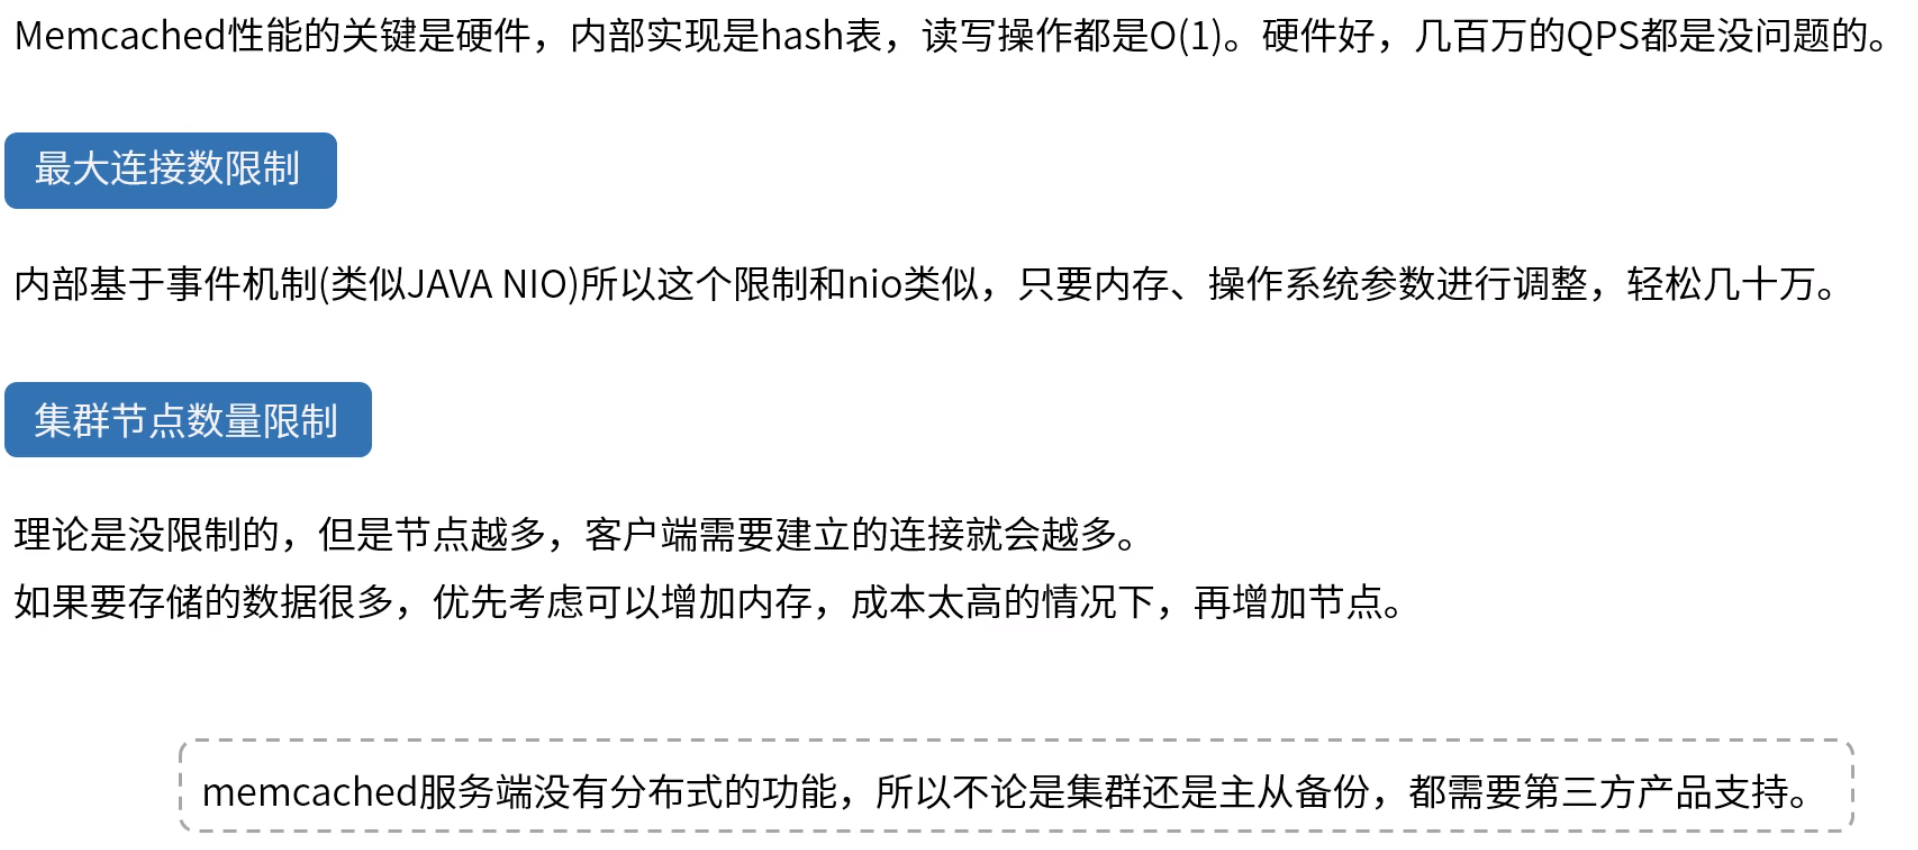 Memcached性能的关键是硬件，内部实现是hash表，读写操作都是O(1)。硬件好，几百万的QPS都是没问题的。
最大连接数限制
内部基于事件机制(类似JAVA NIO)所以这个限制和nio类似，只要内存、操作系统参数进行调整，轻松几十万。
集群节点数量限制
理论是没限制的，但是节点越多，客户端需要建立的连接就会越多。
如果要存储的数据很多，优先考虑可以增加内存，成本太高的情况下，再增加节点。
memcached服务端没有分布式的功能，所以不论是集群还是主从备份，都需要第三方产品支持。